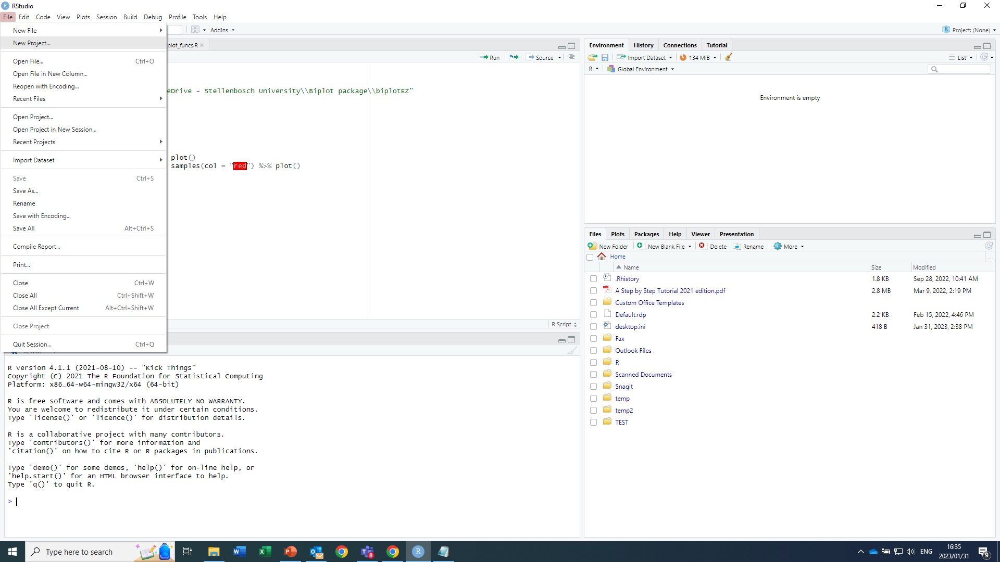 RStudio
File Edit Code View Plots Session Build Debug Profile Tools Help
Addins
Project: (None)
New File
New Project...
Open File... Ctrl+O
Open File in New Column...
Reopen with Encoding...
Recent Files
Open Project...
Open Project in New Session...
Recent Projects
Import Dataset
Save Ctrl+S
Save As...
Rename
Save with Encoding...
Save All Alt+Ctrl+S
Compile Report...
Print...
Close Ctrl+W
Close All Ctrl+Shift+W
Close All Except Current Alt+Ctrl+Shift+W
Close Project
Quit Session... Ctrl+Q
iplot_funcs.R
Run Source
eDrive - Stellenbosch University\\Biplot package\\biplotEZ"
plot()
samples(col = "red") %>% plot()
R Script
R version 4.1.1 (2021-08-10) -- "Kick Things"
Copyright (C) 2021 The R Foundation for Statistical Computing
Platform: x86_64-w64-mingw32/x64 (64-bit)
R is free software and comes with ABSOLUTELY NO WARRANTY.
You are welcome to redistribute it under certain conditions.
Type 'license()' or 'licence()' for distribution details.
R is a collaborative project with many contributors.
Type 'contributors()' for more information and
'citation()' on how to cite R or R packages in publications.
Type 'demo()' for some demos, 'help()' for on-line help, or
'help.start()' for an HTML browser interface to help.
Type 'q()' to quit R.
>
Environment History Connections Tutorial
Import Dataset 134 MiB List
R Global Environment
Environment is empty
Files Plots Packages Help Viewer Presentation
New Folder New Blank File Delete Rename More
Home ...
Name Size Modified
.Rhistory 1.8 KB Sep 28, 2022, 10:41 AM
A Step by Step Tutorial 2021 edition.pdf 2.8 MB Mar 9, 2022, 2:19 PM
Custom Office Templates
Default.rdp 2.2 KB Feb 15, 2022, 4:46 PM
desktop.ini 418 B Jan 31, 2023, 2:38 PM
Fax
Outlook Files
R
Scanned Documents
Snagit
temp
temp2
TEST
Type here to search
ENG
16:35
2023/01/31
9